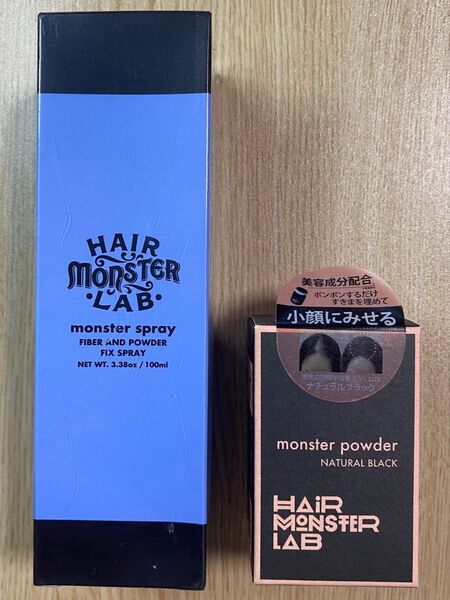 HAIR
MONSTER
LAB
monster spray
FIBER AND POWDER
FIX SPRAY
NET WT. 3.38oz / 100ml
美容成分配合
ポンポンするだけ
すきまを埋めて
小顔にみせる
ナチュラルブラック
monster powder
NATURAL BLACK
HAiR
MONSTER
LAB